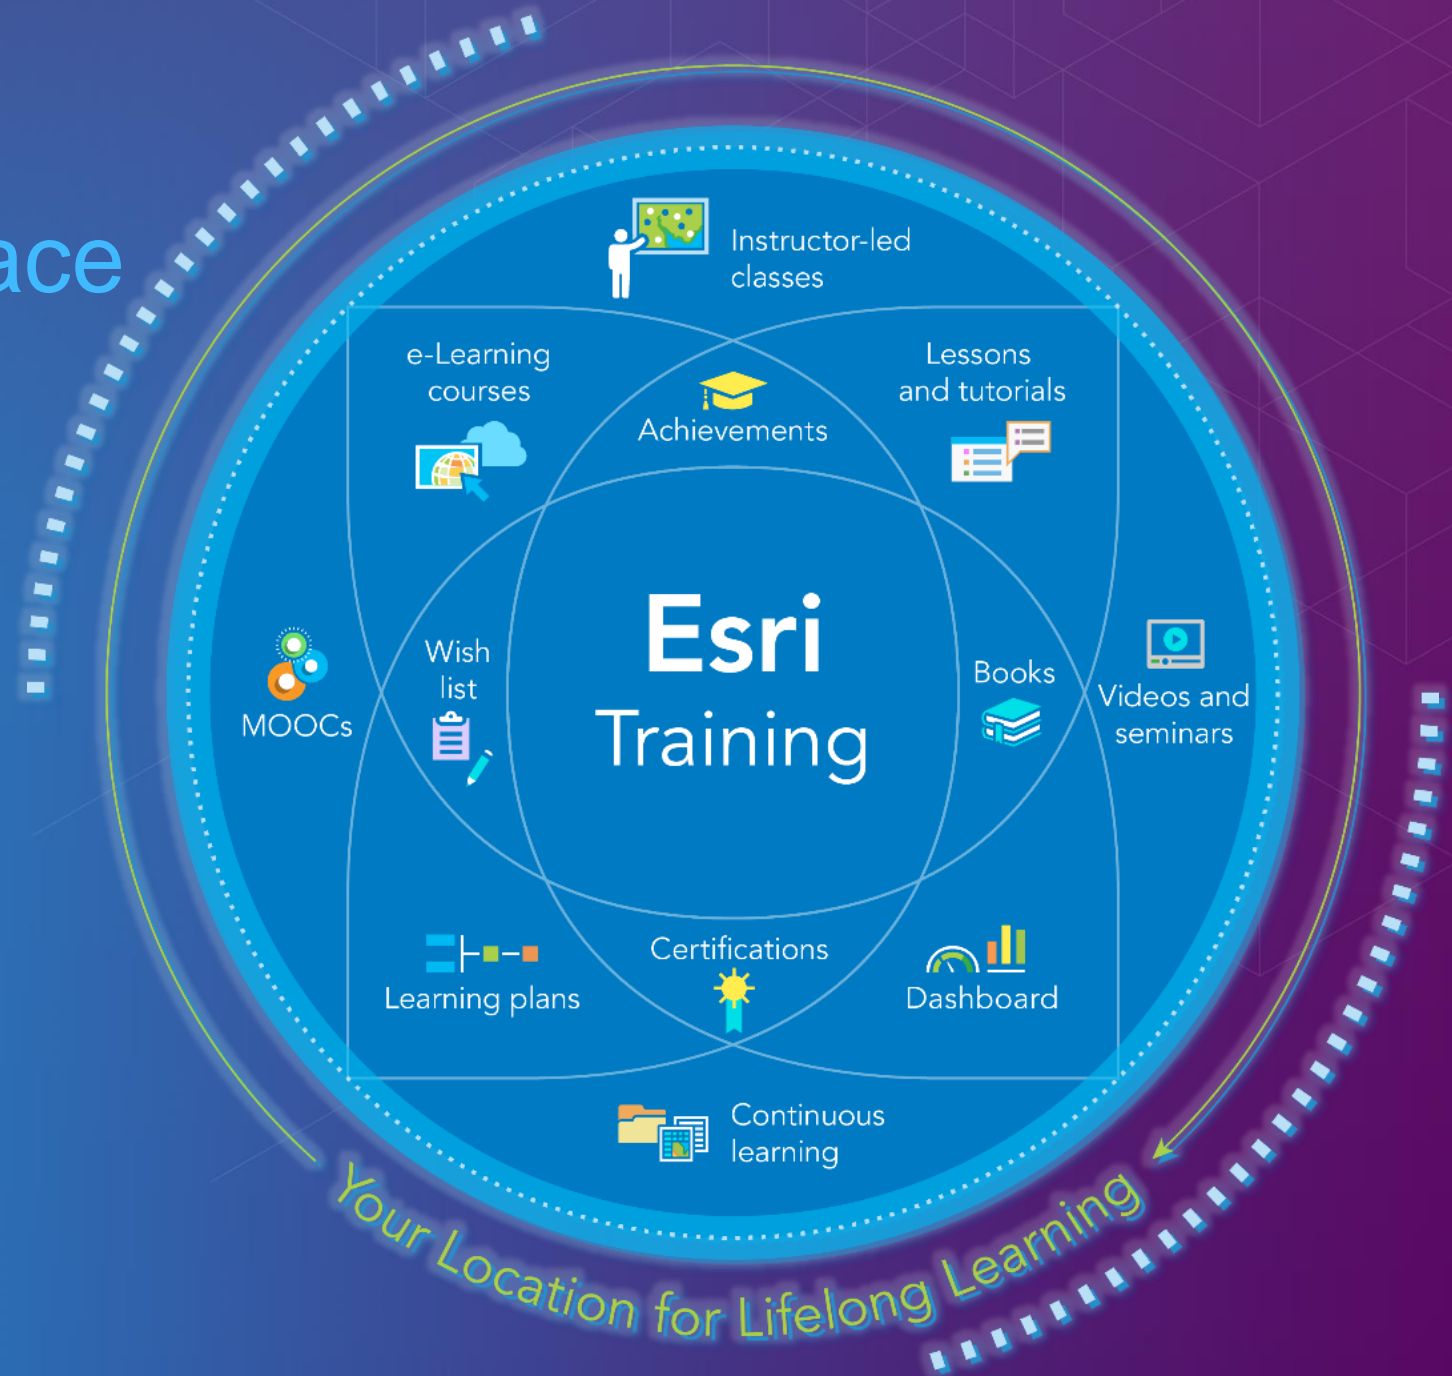 ace
Instructor-led
classes
e-Learning
courses
Achievements
Lessons
and tutorials
MOOCs
Wish
list
Esri
Training
Books
Videos and
seminars
Learning plans
Certifications
Dashboard
Continuous
learning
Your Location for Lifelong Learning